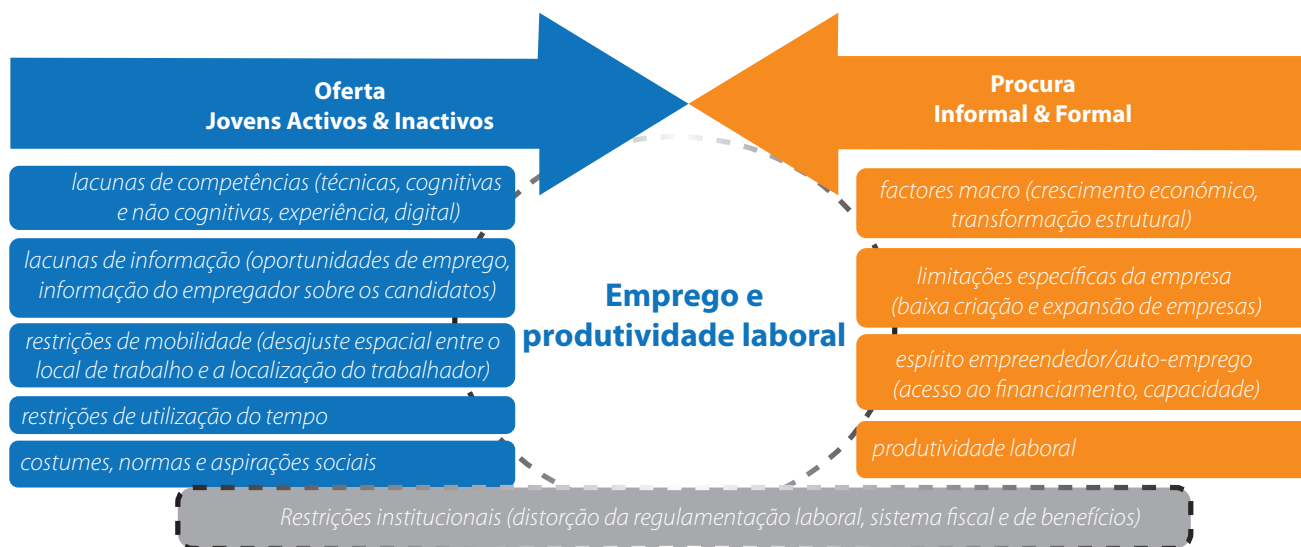 Oferta
Jovens Activos & Inactivos
lacunas de competências (técnicas, cognitivas
e não cognitivas, experiência, digital)
lacunas de informação (oportunidades de emprego,
informação do empregador sobre os candidatos)
restrições de mobilidade (desajuste espacial entre o
local de trabalho e a localização do trabalhador)
restrições de utilização do tempo
costumes, normas e aspirações sociais
Emprego e
produtividade laboral
Procura
Informal & Formal
factores macro (crescimento económico,
transformação estrutural)
limitações específicas da empresa
(baixa criação e expansão de empresas)
espírito empreendedor/auto-emprego
(acesso ao financiamento, capacidade)
produtividade laboral
Restrições institucionais (distorção da regulamentação laboral, sistema fiscal e de benefícios)